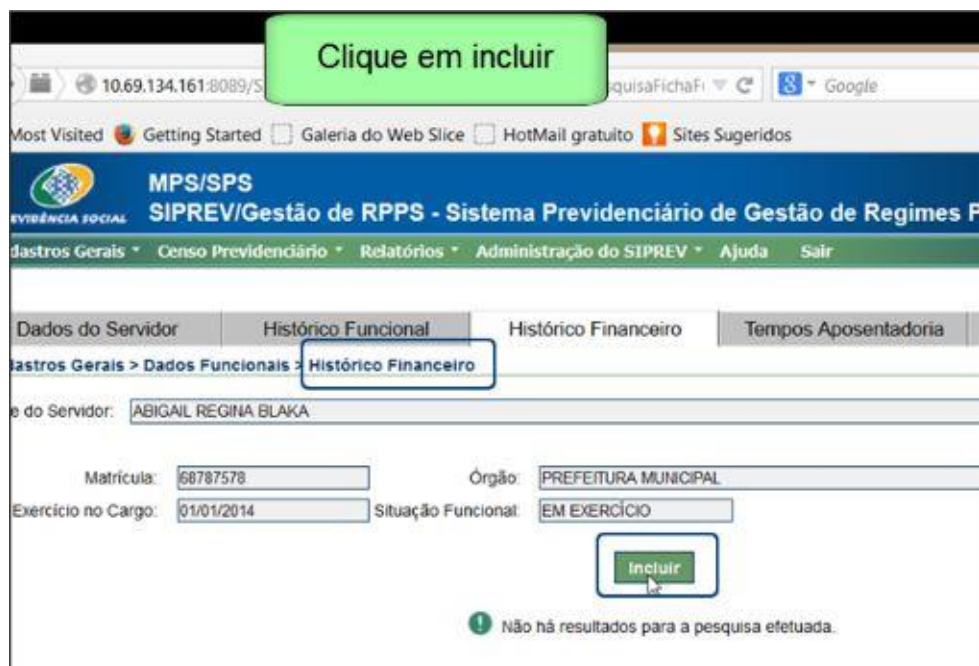 Clique em incluir
10.69.134.161:8089/S
squisaFichaFi
Google
Most Visited Getting Started Galeria do Web Slice HotMail gratuito Sites Sugeridos
EVIDÊNCIA SOCIAL
MPS/SPS
SIPREV/Gestão de RPPS - Sistema Previdenciário de Gestão de Regimes P
dastros Gerais Censo Previdenciário Relatórios Administração do SIPREV Ajuda Sair
Dados do Servidor Histórico Funcional Histórico Financeiro Tempos Aposentadoria
dastros Gerais > Dados Funcionais > Histórico Financeiro
e do Servidor: ABIGAIL REGINA BLAKA
Matrícula: 68787578 Órgão: PREFEITURA MUNICIPAL
Exercício no Cargo: 01/01/2014 Situação Funcional: EM EXERCÍCIO
Incluir
Não há resultados para a pesquisa efetuada.